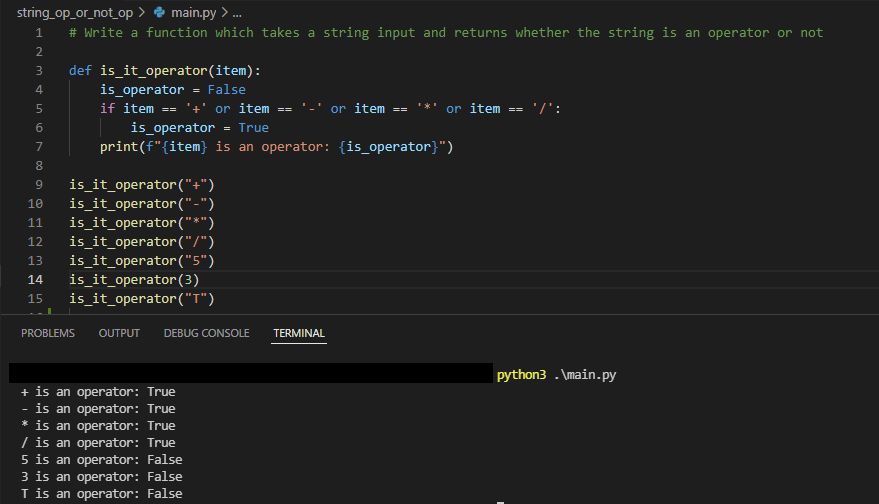 string_op_or_not_op > main.py > ...
1 # Write a function which takes a string input and returns whether the string is an operator or not
2
3 def is_it_operator(item):
4     is_operator = False
5     if item == '+' or item == '-' or item == '*' or item == '/':
6         is_operator = True
7     print(f"{item} is an operator: {is_operator}")
8
9 is_it_operator("+")
10 is_it_operator("-")
11 is_it_operator("*")
12 is_it_operator("/")
13 is_it_operator("5")
14 is_it_operator(3)
15 is_it_operator("T")
PROBLEMS OUTPUT DEBUG CONSOLE TERMINAL
python3 .\main.py
+ is an operator: True
- is an operator: True
* is an operator: True
/ is an operator: True
5 is an operator: False
3 is an operator: False
T is an operator: False